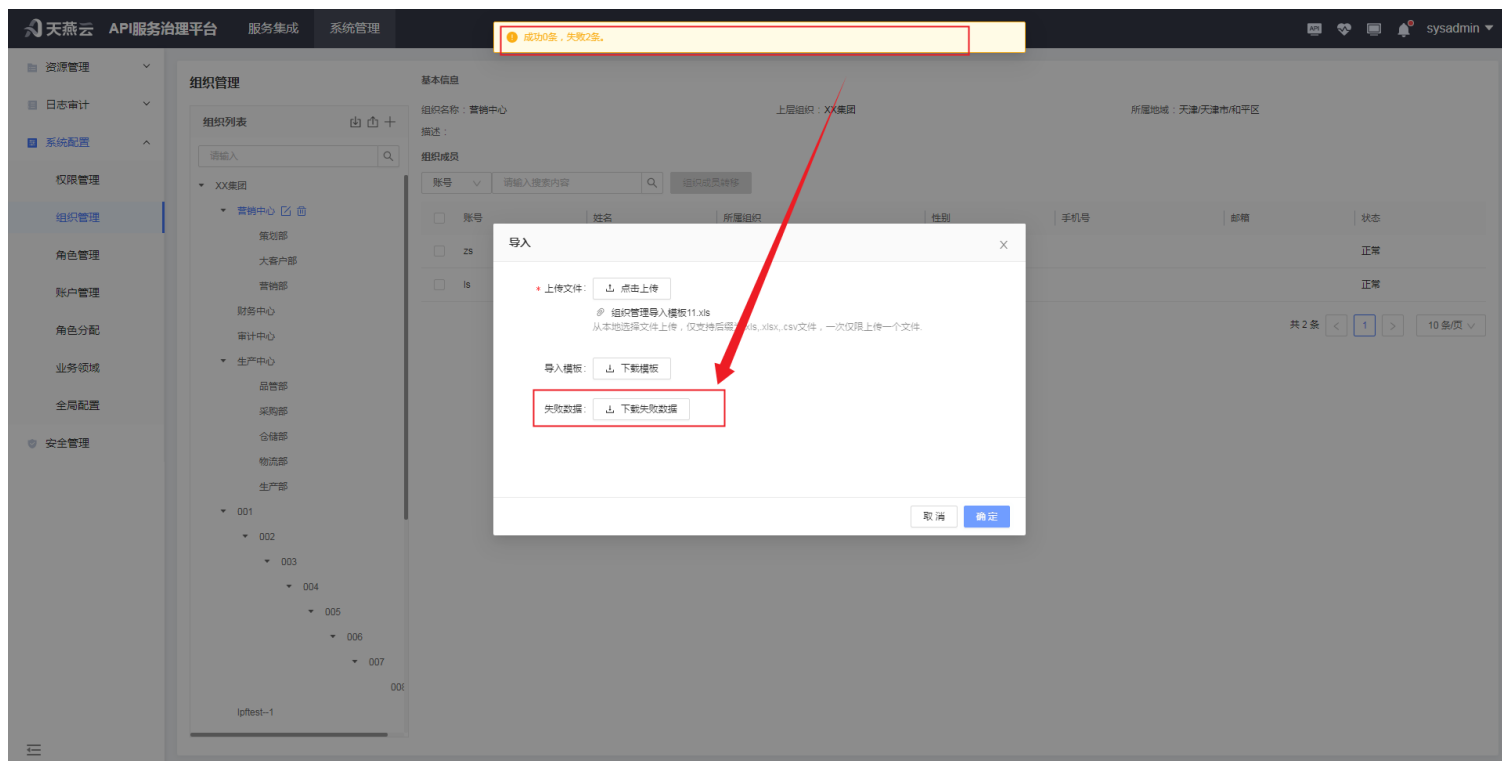 天燕云 API服务治理平台 服务集成 系统管理
成功0条，失败2条。
API sysadmin
资源管理
日志审计
系统配置
权限管理
组织管理
角色管理
账户管理
角色分配
业务领域
全局配置
安全管理
组织管理
组织列表
请输入
XX集团
营销中心
策划部
大客户部
营销部
财务中心
审计中心
生产中心
品管部
采购部
仓储部
物流部
生产部
001
002
003
004
005
006
007
008
lpftest--1
基本信息
组织名称：营销中心 上层组织：XX集团 所属地域：天津/天津市/和平区
描述：
组织成员
账号 请输入搜索内容 组织成员转移
账号 姓名 所属组织 性别 手机号 邮箱 状态
zs 正常
ls 正常
共2条 1 10 条/页
导入
* 上传文件： 点击上传
组织管理导入模板11.xls
从本地选择文件上传，仅支持后缀为.xls,.xlsx,.csv文件，一次仅限上传一个文件.
导入模板： 下载模板
失败数据： 下载失败数据
取 消 确 定